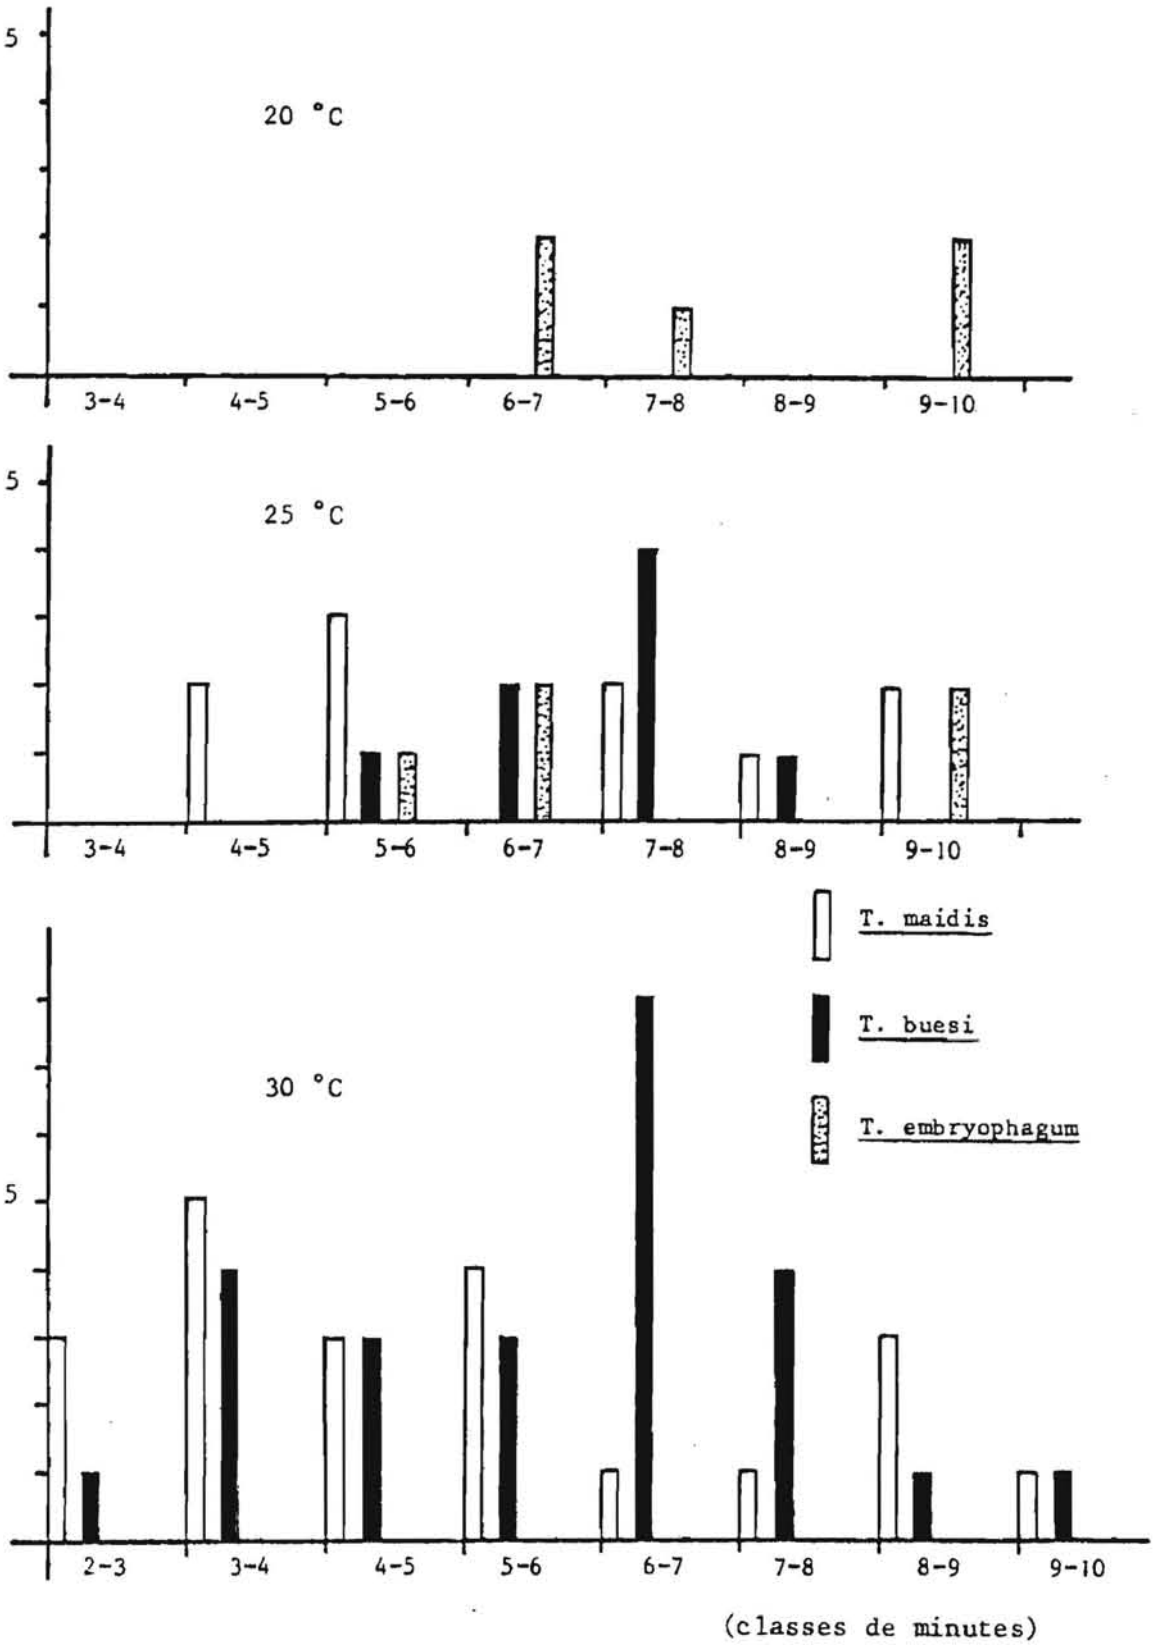 5
20 °C
3-4 4-5 5-6 6-7 7-8 8-9 9-10
5
25 °C
3-4 4-5 5-6 6-7 7-8 8-9 9-10
T. maidis
T. buesi
30 °C
T. embryophagum
5
2-3 3-4 4-5 5-6 6-7 7-8 8-9 9-10
(classes de minutes)